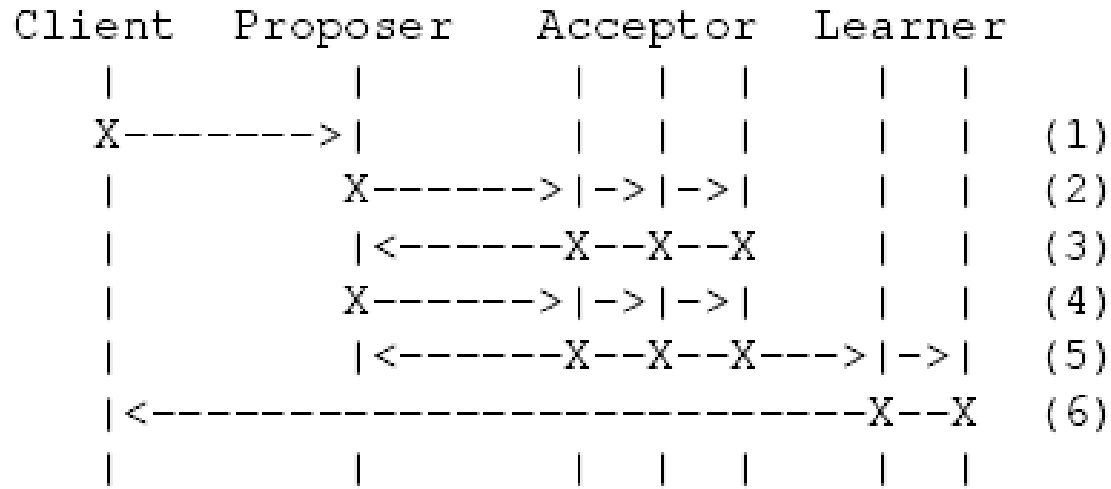 Client  Proposer   Acceptor  Learner
   |        |       |  |  |    |  |
   X------->|       |  |  |    |  |  (1)
   |        X------>|->|->|    |  |  (2)
   |        |<------X--X--X    |  |  (3)
   |        X------>|->|->|    |  |  (4)
   |        |<------X--X--X--->|->|  (5)
   |<--------------------------X--X  (6)
   |        |       |  |  |    |  |